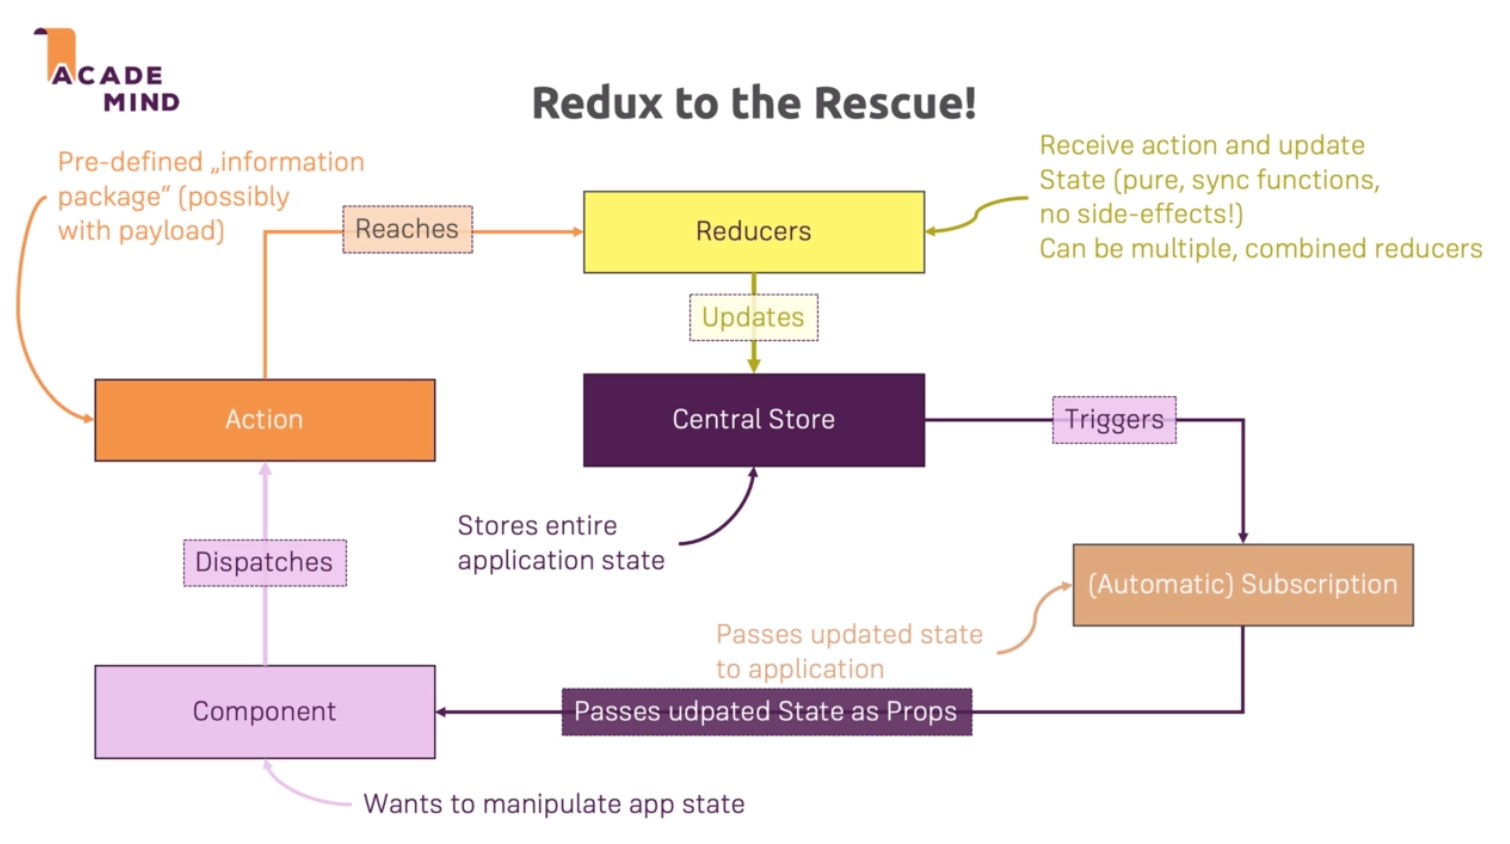 ACADE
MIND
Redux to the Rescue!
Pre-defined „information
package” (possibly
with payload)
Reaches
Reducers
Receive action and update
State (pure, sync functions,
no side-effects!)
Can be multiple, combined reducers
Updates
Action
Central Store
Triggers
Stores entire
application state
Dispatches
(Automatic) Subscription
Passes updated state
to application
Component
Passes udpated State as Props
Wants to manipulate app state